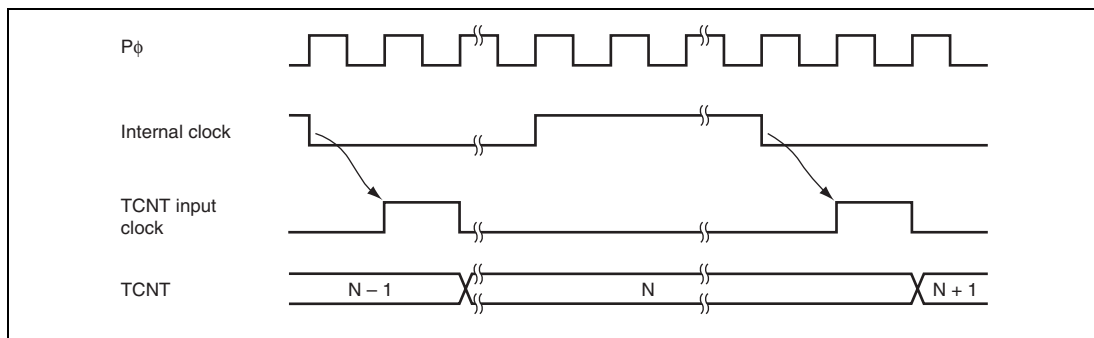 Pϕ
Internal clock
TCNT input
clock
TCNT
N – 1
N
N + 1